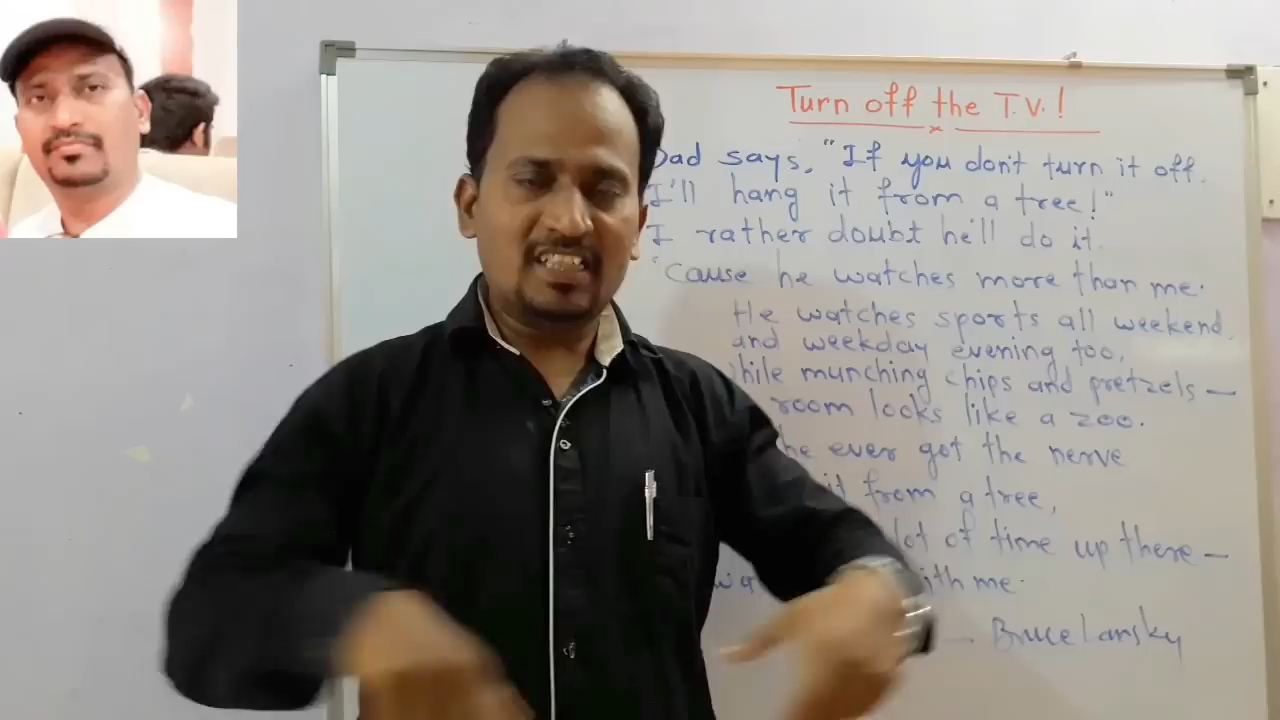 Turn off the T.V.!
Dad says, "If you don't turn it off.
I'll hang it from a tree!"
I rather doubt he'll do it.
'cause he watches more than me.
He watches sports all weekend.
and weekday evening too,
hile munching chips and pretzels—
room looks like a zoo.
he ever got the nerve
it from a tree,
lot of time up there—
wa ith me.
— Bruce Lansky